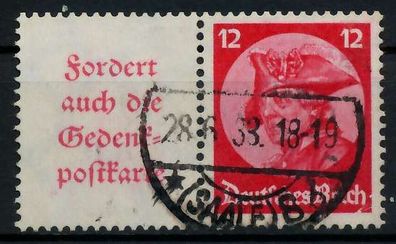 Fordert
auch die
Gedenk-
postkarte
12 12
Deutsches Reich
28.6.33.18-19
(SAALE)